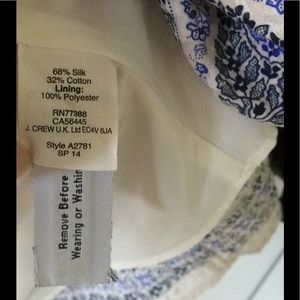 68% Silk
32% Cotton
Lining:
100% Polyester
RN77388
CA56445
J. CREW U.K. Ltd EC4V 6JA
Style A2781
SP 14
Remove Before
Wearing or Washin